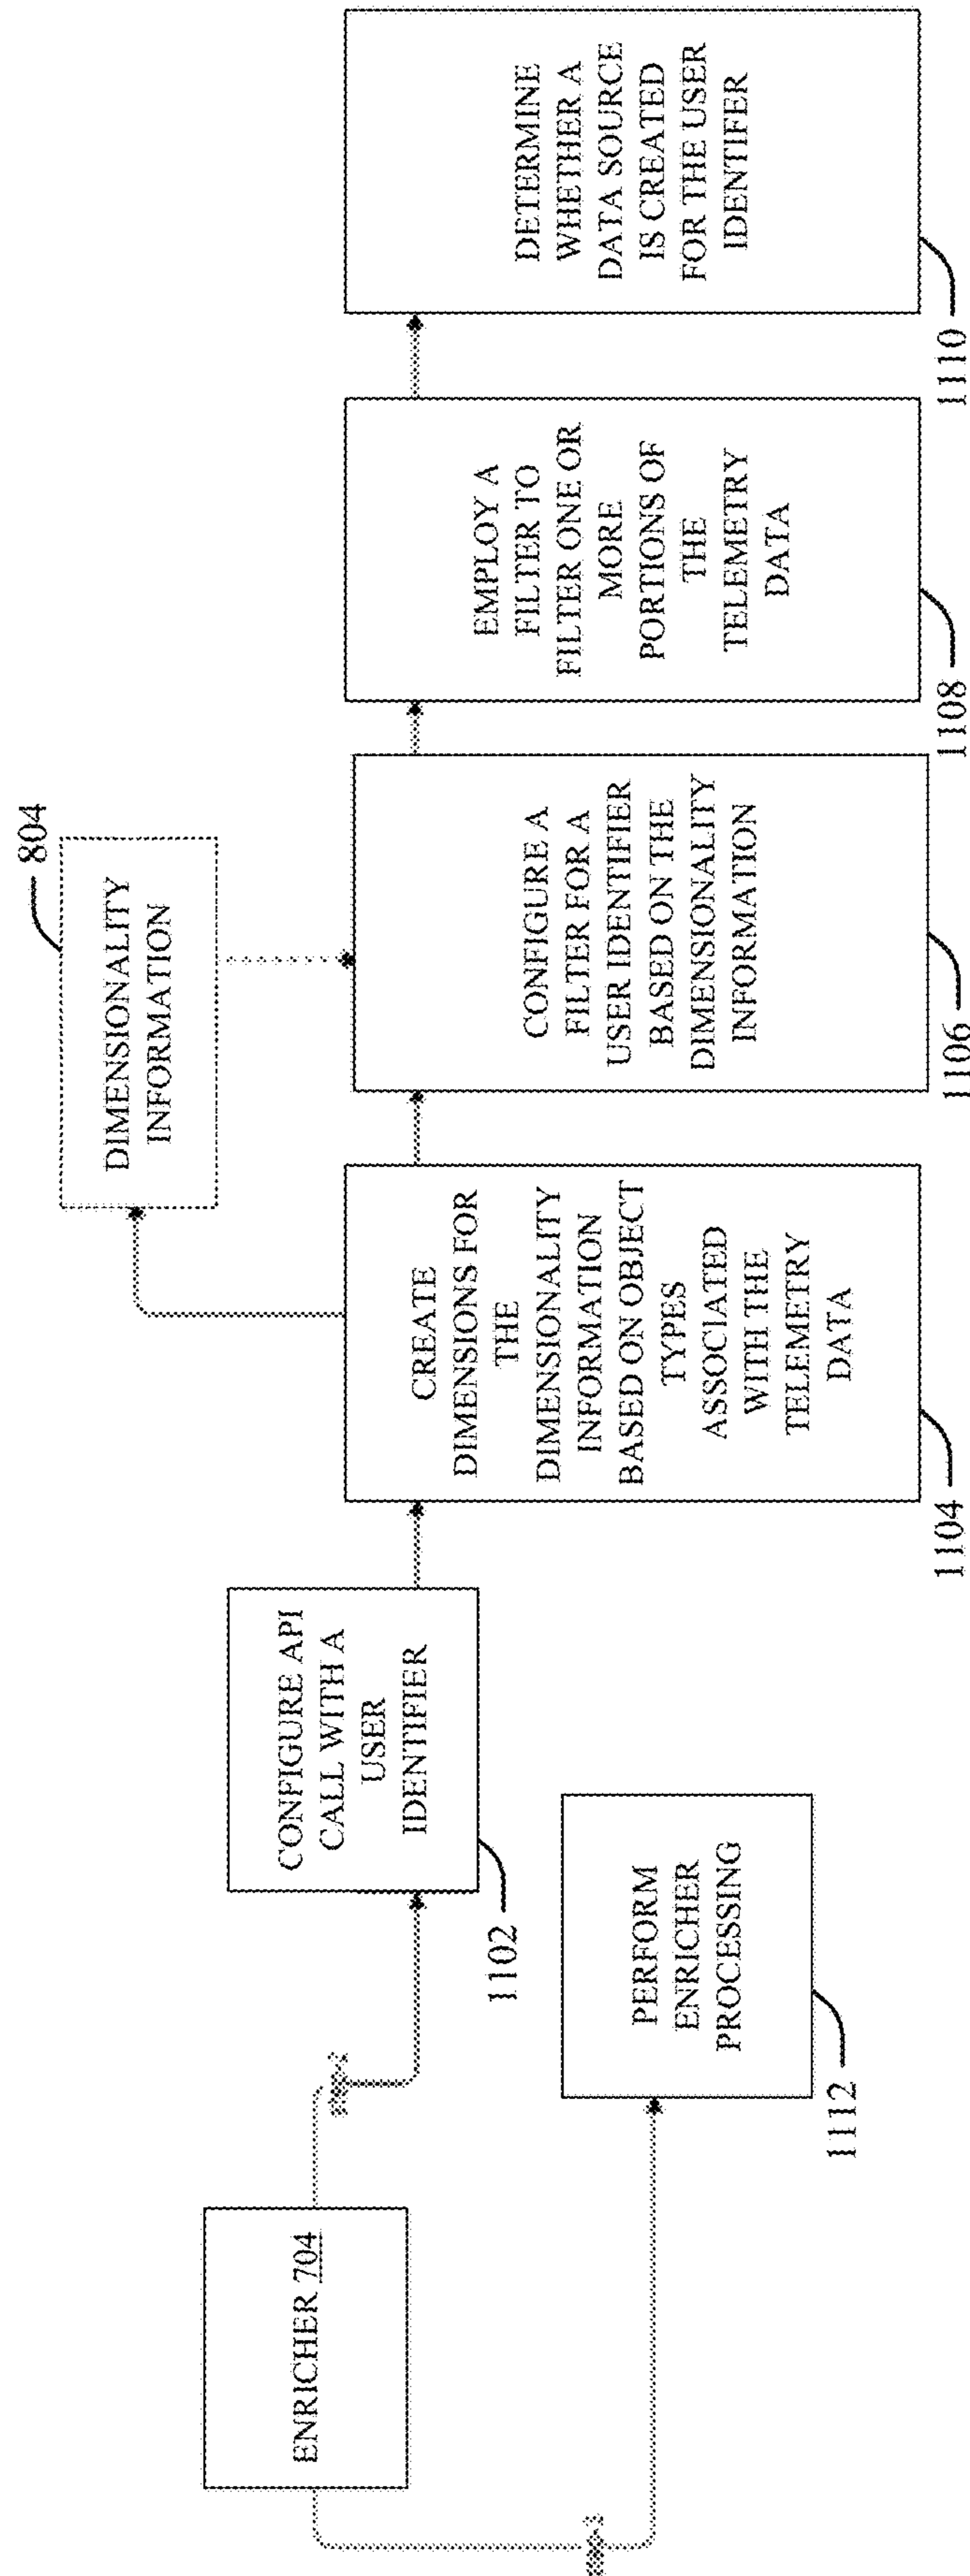 ENRICHER 704
CONFIGURE API
CALL WITH A
USER
IDENTIFIER
1102
PERFORM
ENRICHER
PROCESSING
1112
CREATE
DIMENSIONS FOR
THE
DIMENSIONALITY
INFORMATION
BASED ON OBJECT
TYPES
ASSOCIATED
WITH THE
TELEMETRY
DATA
1104
DIMENSIONALITY
INFORMATION
804
CONFIGURE A
FILTER FOR A
USER IDENTIFIER
BASED ON THE
DIMENSIONALITY
INFORMATION
1106
EMPLOY A
FILTER TO
FILTER ONE OR
MORE
PORTIONS OF
THE
TELEMETRY
DATA
1108
DETERMINE
WHETHER A
DATA SOURCE
IS CREATED
FOR THE USER
IDENTIFER
1110